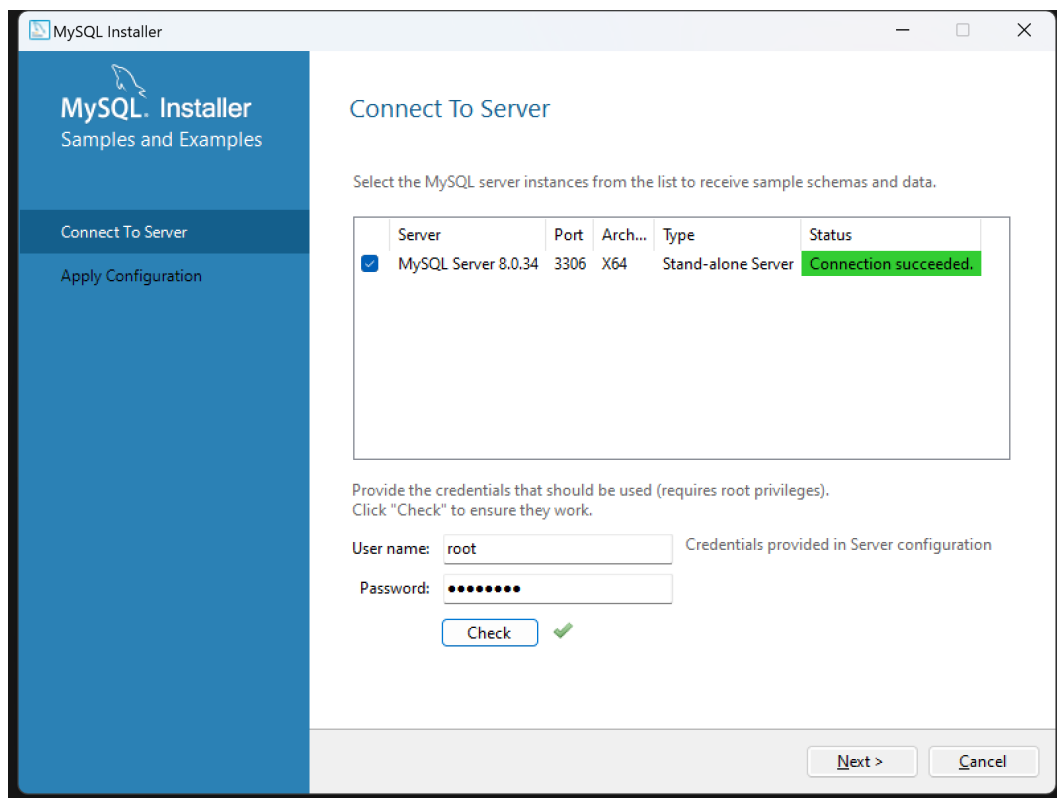 MySQL Installer
MySQL. Installer
Samples and Examples
Connect To Server
Apply Configuration
Connect To Server
Select the MySQL server instances from the list to receive sample schemas and data.
Server Port Arch... Type Status
MySQL Server 8.0.34 3306 X64 Stand-alone Server Connection succeeded.
Provide the credentials that should be used (requires root privileges).
Click "Check" to ensure they work.
User name: root Credentials provided in Server configuration
Password: ●●●●●●●●
Check
Next > Cancel